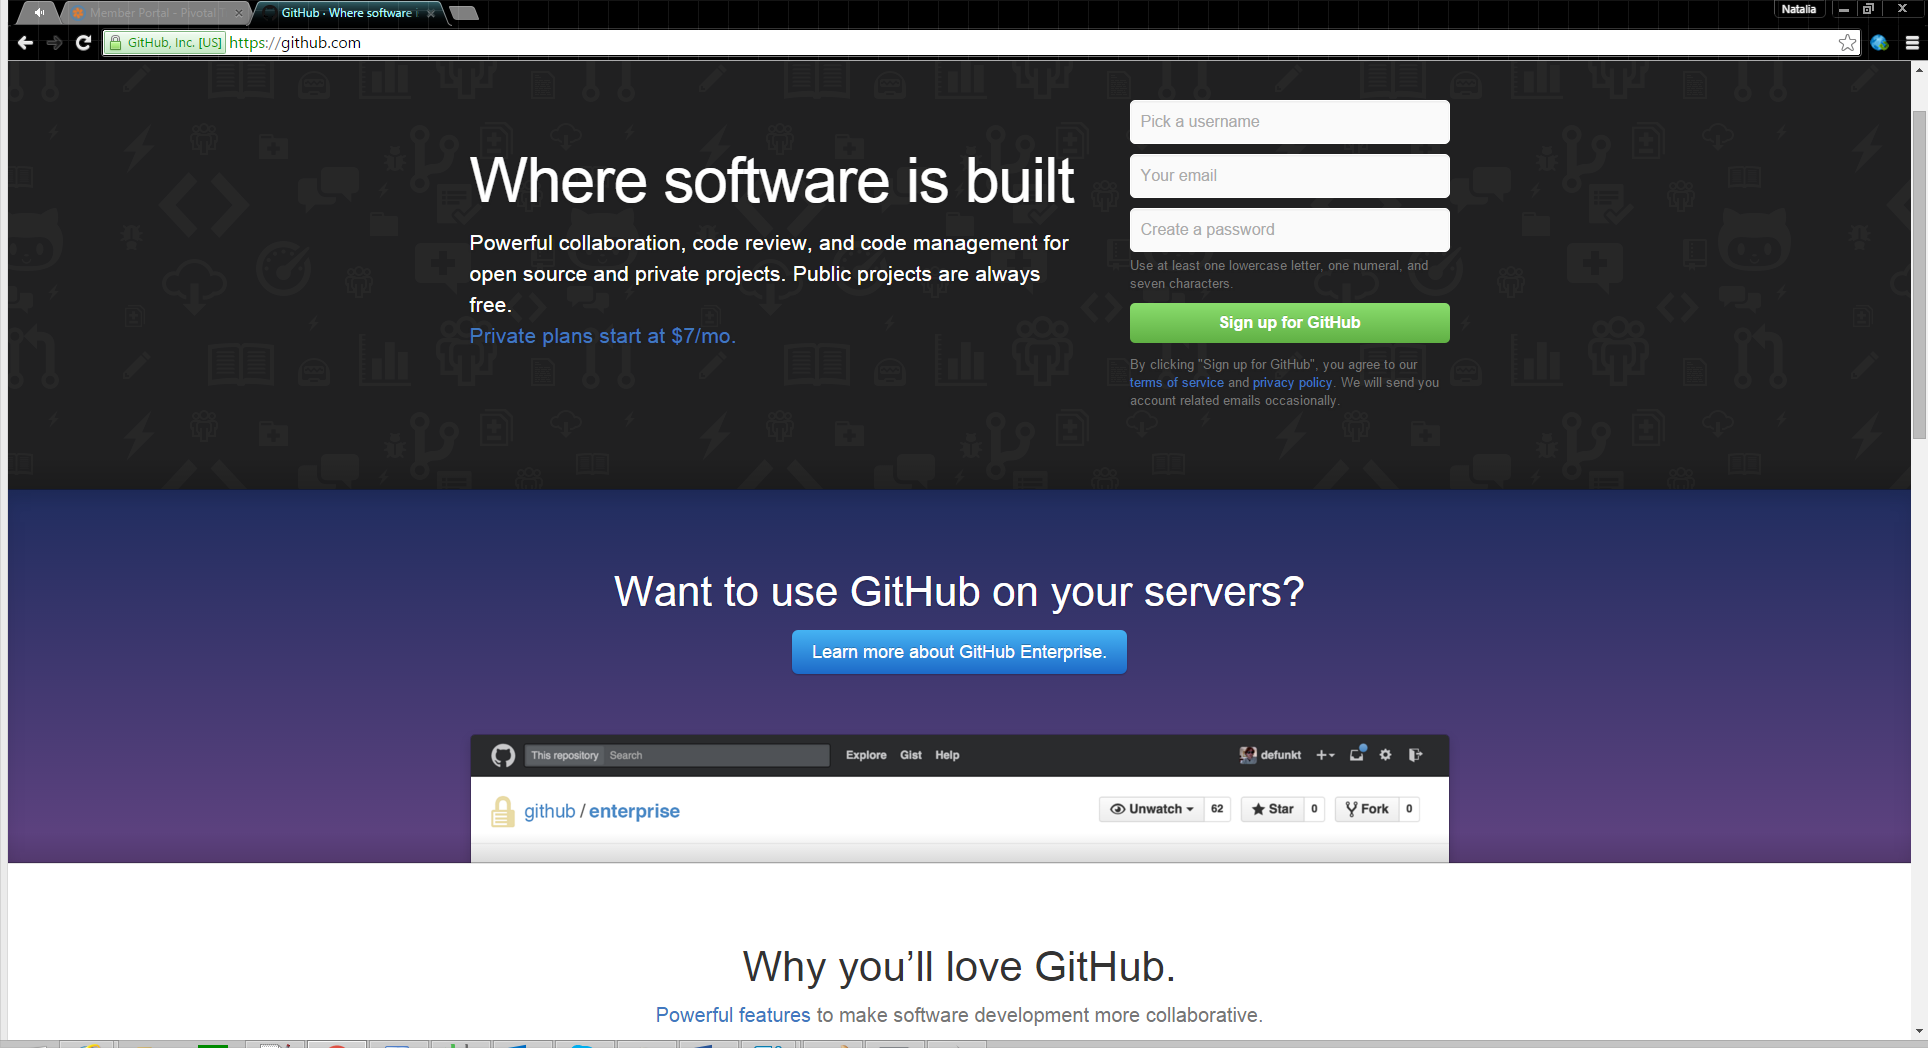 Member Portal - Pivotal
GitHub · Where software
Natalia
GitHub, Inc. [US]
https://github.com
Where software is built
Powerful collaboration, code review, and code management for
open source and private projects. Public projects are always
free.
Private plans start at $7/mo.
Pick a username
Your email
Create a password
Use at least one lowercase letter, one numeral, and
seven characters.
Sign up for GitHub
By clicking "Sign up for GitHub", you agree to our
terms of service and privacy policy. We will send you
account related emails occasionally.
Want to use GitHub on your servers?
Learn more about GitHub Enterprise.
This repository Search
Explore Gist Help
defunkt
github / enterprise
Unwatch 62
Star 0
Fork 0
Why you’ll love GitHub.
Powerful features to make software development more collaborative.